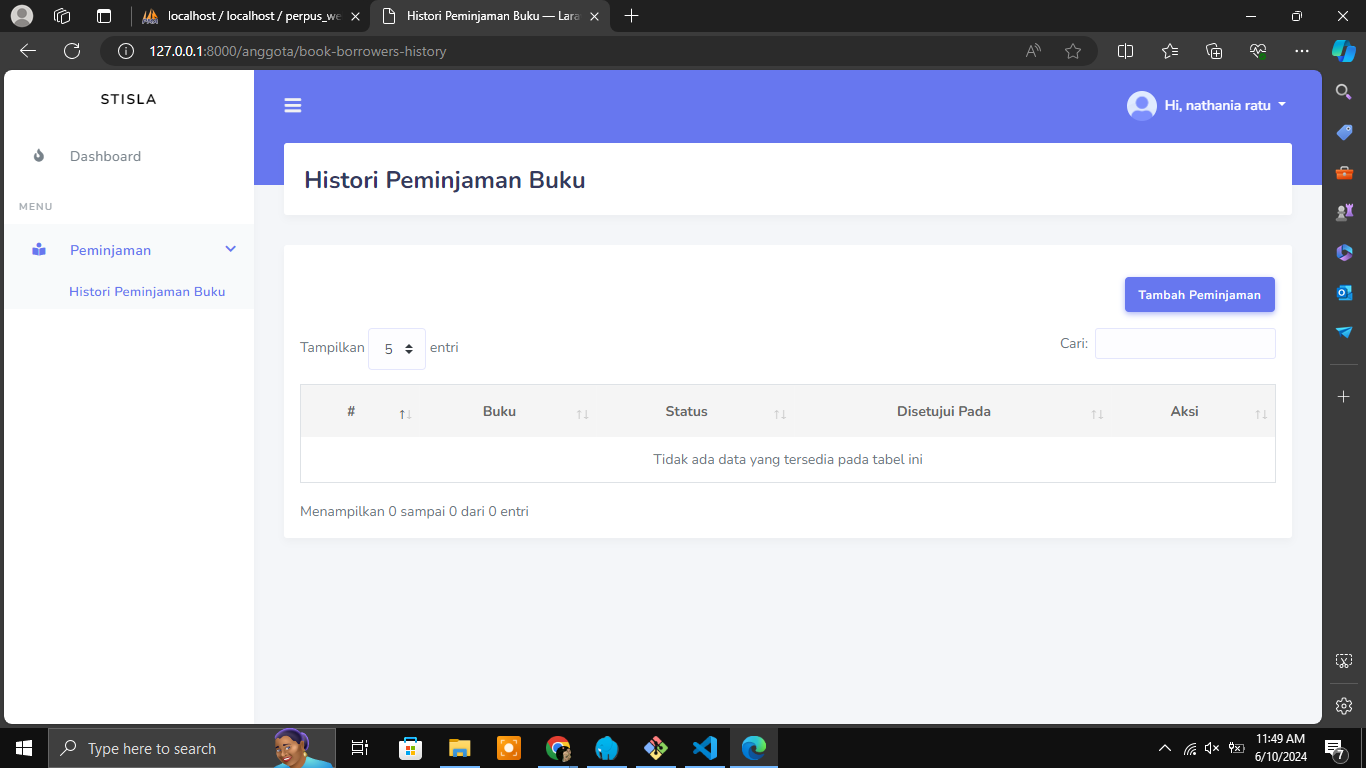 localhost / localhost / perpus_we
Histori Peminjaman Buku — Lara
127.0.0.1:8000/anggota/book-borrowers-history
STISLA
Hi, nathania ratu
Dashboard
MENU
Peminjaman
Histori Peminjaman Buku
Histori Peminjaman Buku
Tambah Peminjaman
Tampilkan 5 entri
Cari:
# Buku Status Disetujui Pada Aksi
Tidak ada data yang tersedia pada tabel ini
Menampilkan 0 sampai 0 dari 0 entri
Type here to search
11:49 AM
6/10/2024
7